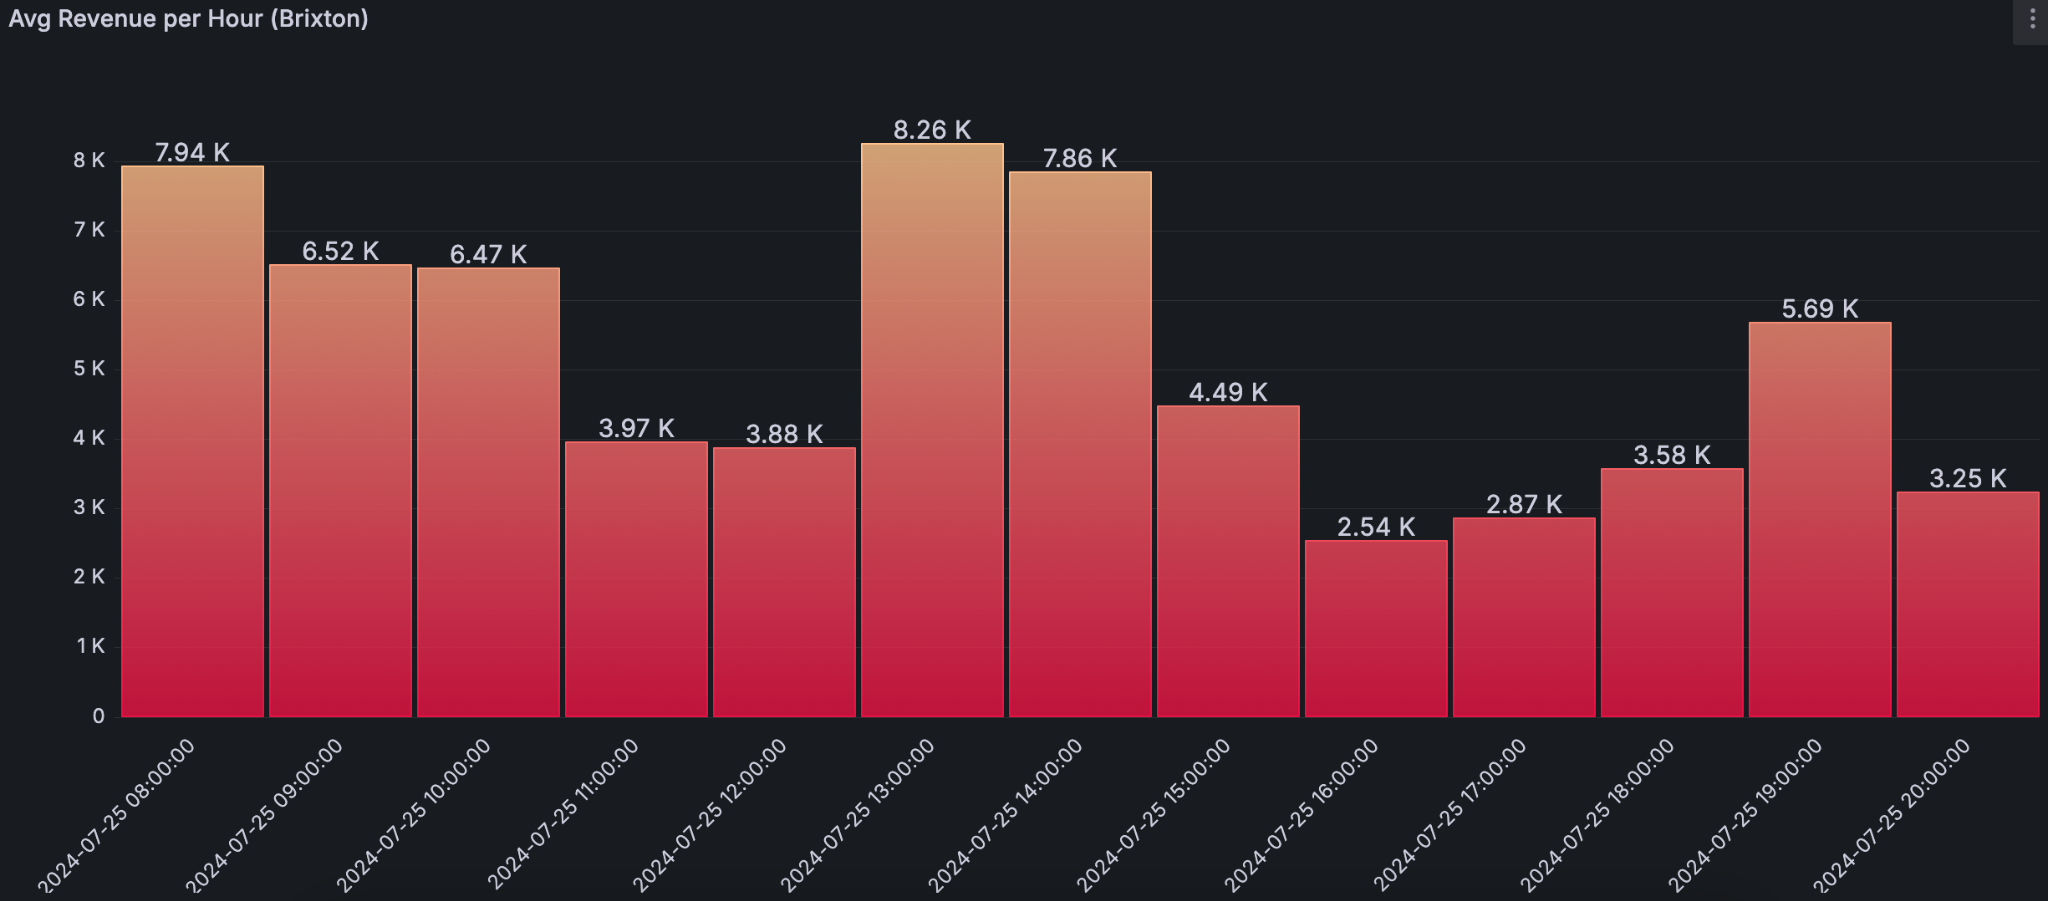 Avg Revenue per Hour (Brixton)
8.26 K
7.94 K
7.86 K
6.52 K
6.47 K
5.69 K
4.49 K
3.97 K
3.88 K
3.58 K
3.25 K
2.87 K
2.54 K
8 K
7 K
6 K
5 K
4 K
3 K
2 K
1 K
0
2024-07-25 08:00:00
2024-07-25 09:00:00
2024-07-25 10:00:00
2024-07-25 11:00:00
2024-07-25 12:00:00
2024-07-25 13:00:00
2024-07-25 14:00:00
2024-07-25 15:00:00
2024-07-25 16:00:00
2024-07-25 17:00:00
2024-07-25 18:00:00
2024-07-25 19:00:00
2024-07-25 20:00:00